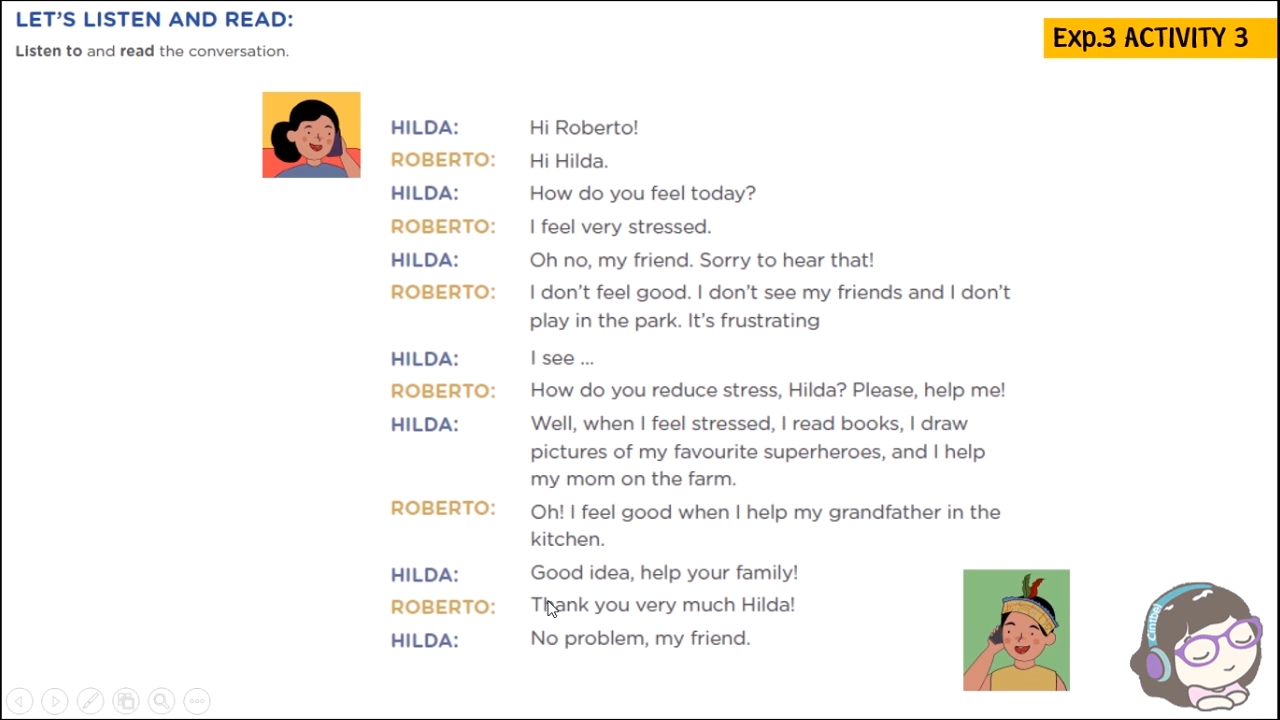 LET'S LISTEN AND READ:
Exp.3 ACTIVITY 3
Listen to and read the conversation.
HILDA: Hi Roberto!
ROBERTO: Hi Hilda.
HILDA: How do you feel today?
ROBERTO: I feel very stressed.
HILDA: Oh no, my friend. Sorry to hear that!
ROBERTO: I don't feel good. I don't see my friends and I don't
play in the park. It's frustrating
HILDA: I see ...
ROBERTO: How do you reduce stress, Hilda? Please, help me!
HILDA: Well, when I feel stressed, I read books, I draw
pictures of my favourite superheroes, and I help
my mom on the farm.
ROBERTO: Oh! I feel good when I help my grandfather in the
kitchen.
HILDA: Good idea, help your family!
ROBERTO: Thank you very much Hilda!
HILDA: No problem, my friend.
Cintbel